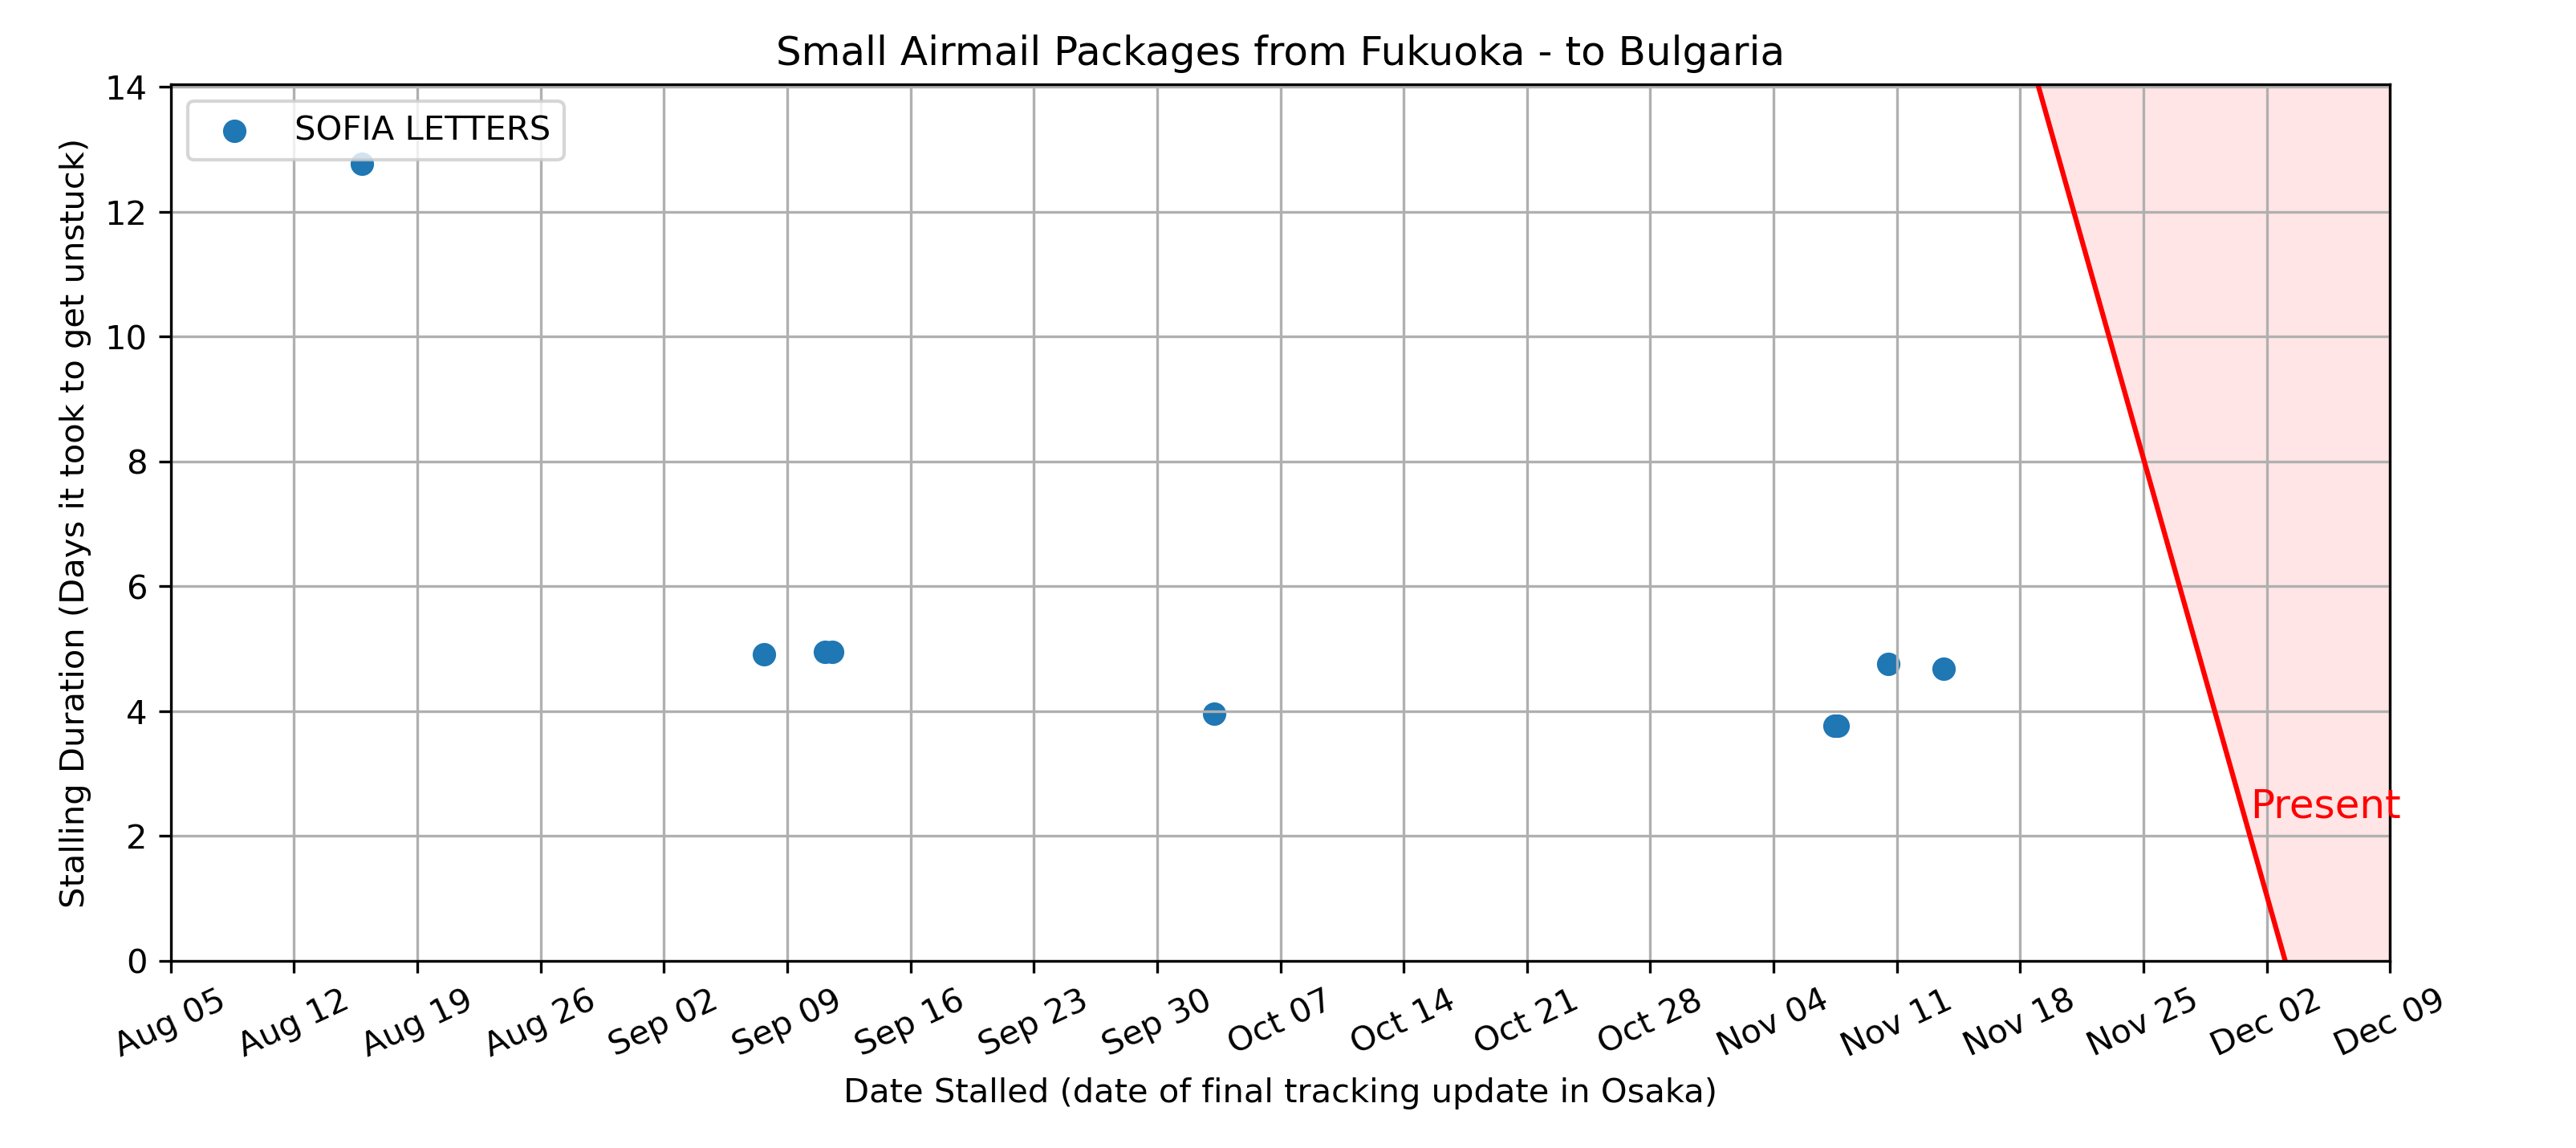 Small Airmail Packages from Fukuoka - to Bulgaria
SOFIA LETTERS
Stalling Duration (Days it took to get unstuck)
14
12
10
8
6
4
2
0
Present
Aug 05 Aug 12 Aug 19 Aug 26 Sep 02 Sep 09 Sep 16 Sep 23 Sep 30 Oct 07 Oct 14 Oct 21 Oct 28 Nov 04 Nov 11 Nov 18 Nov 25 Dec 02 Dec 09
Date Stalled (date of final tracking update in Osaka)